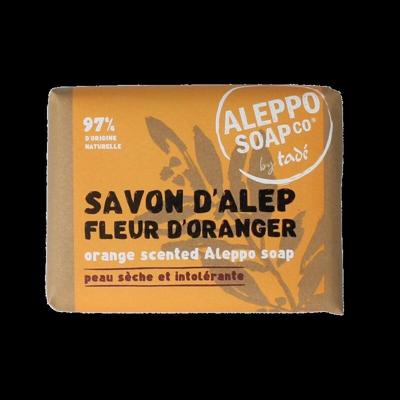 97%
D'ORIGINE
NATURELLE
ALEPPO
SOAP CO®
by tadé
SAVON D'ALEP
FLEUR D'ORANGER
orange scented Aleppo soap
peau sèche et intolérante